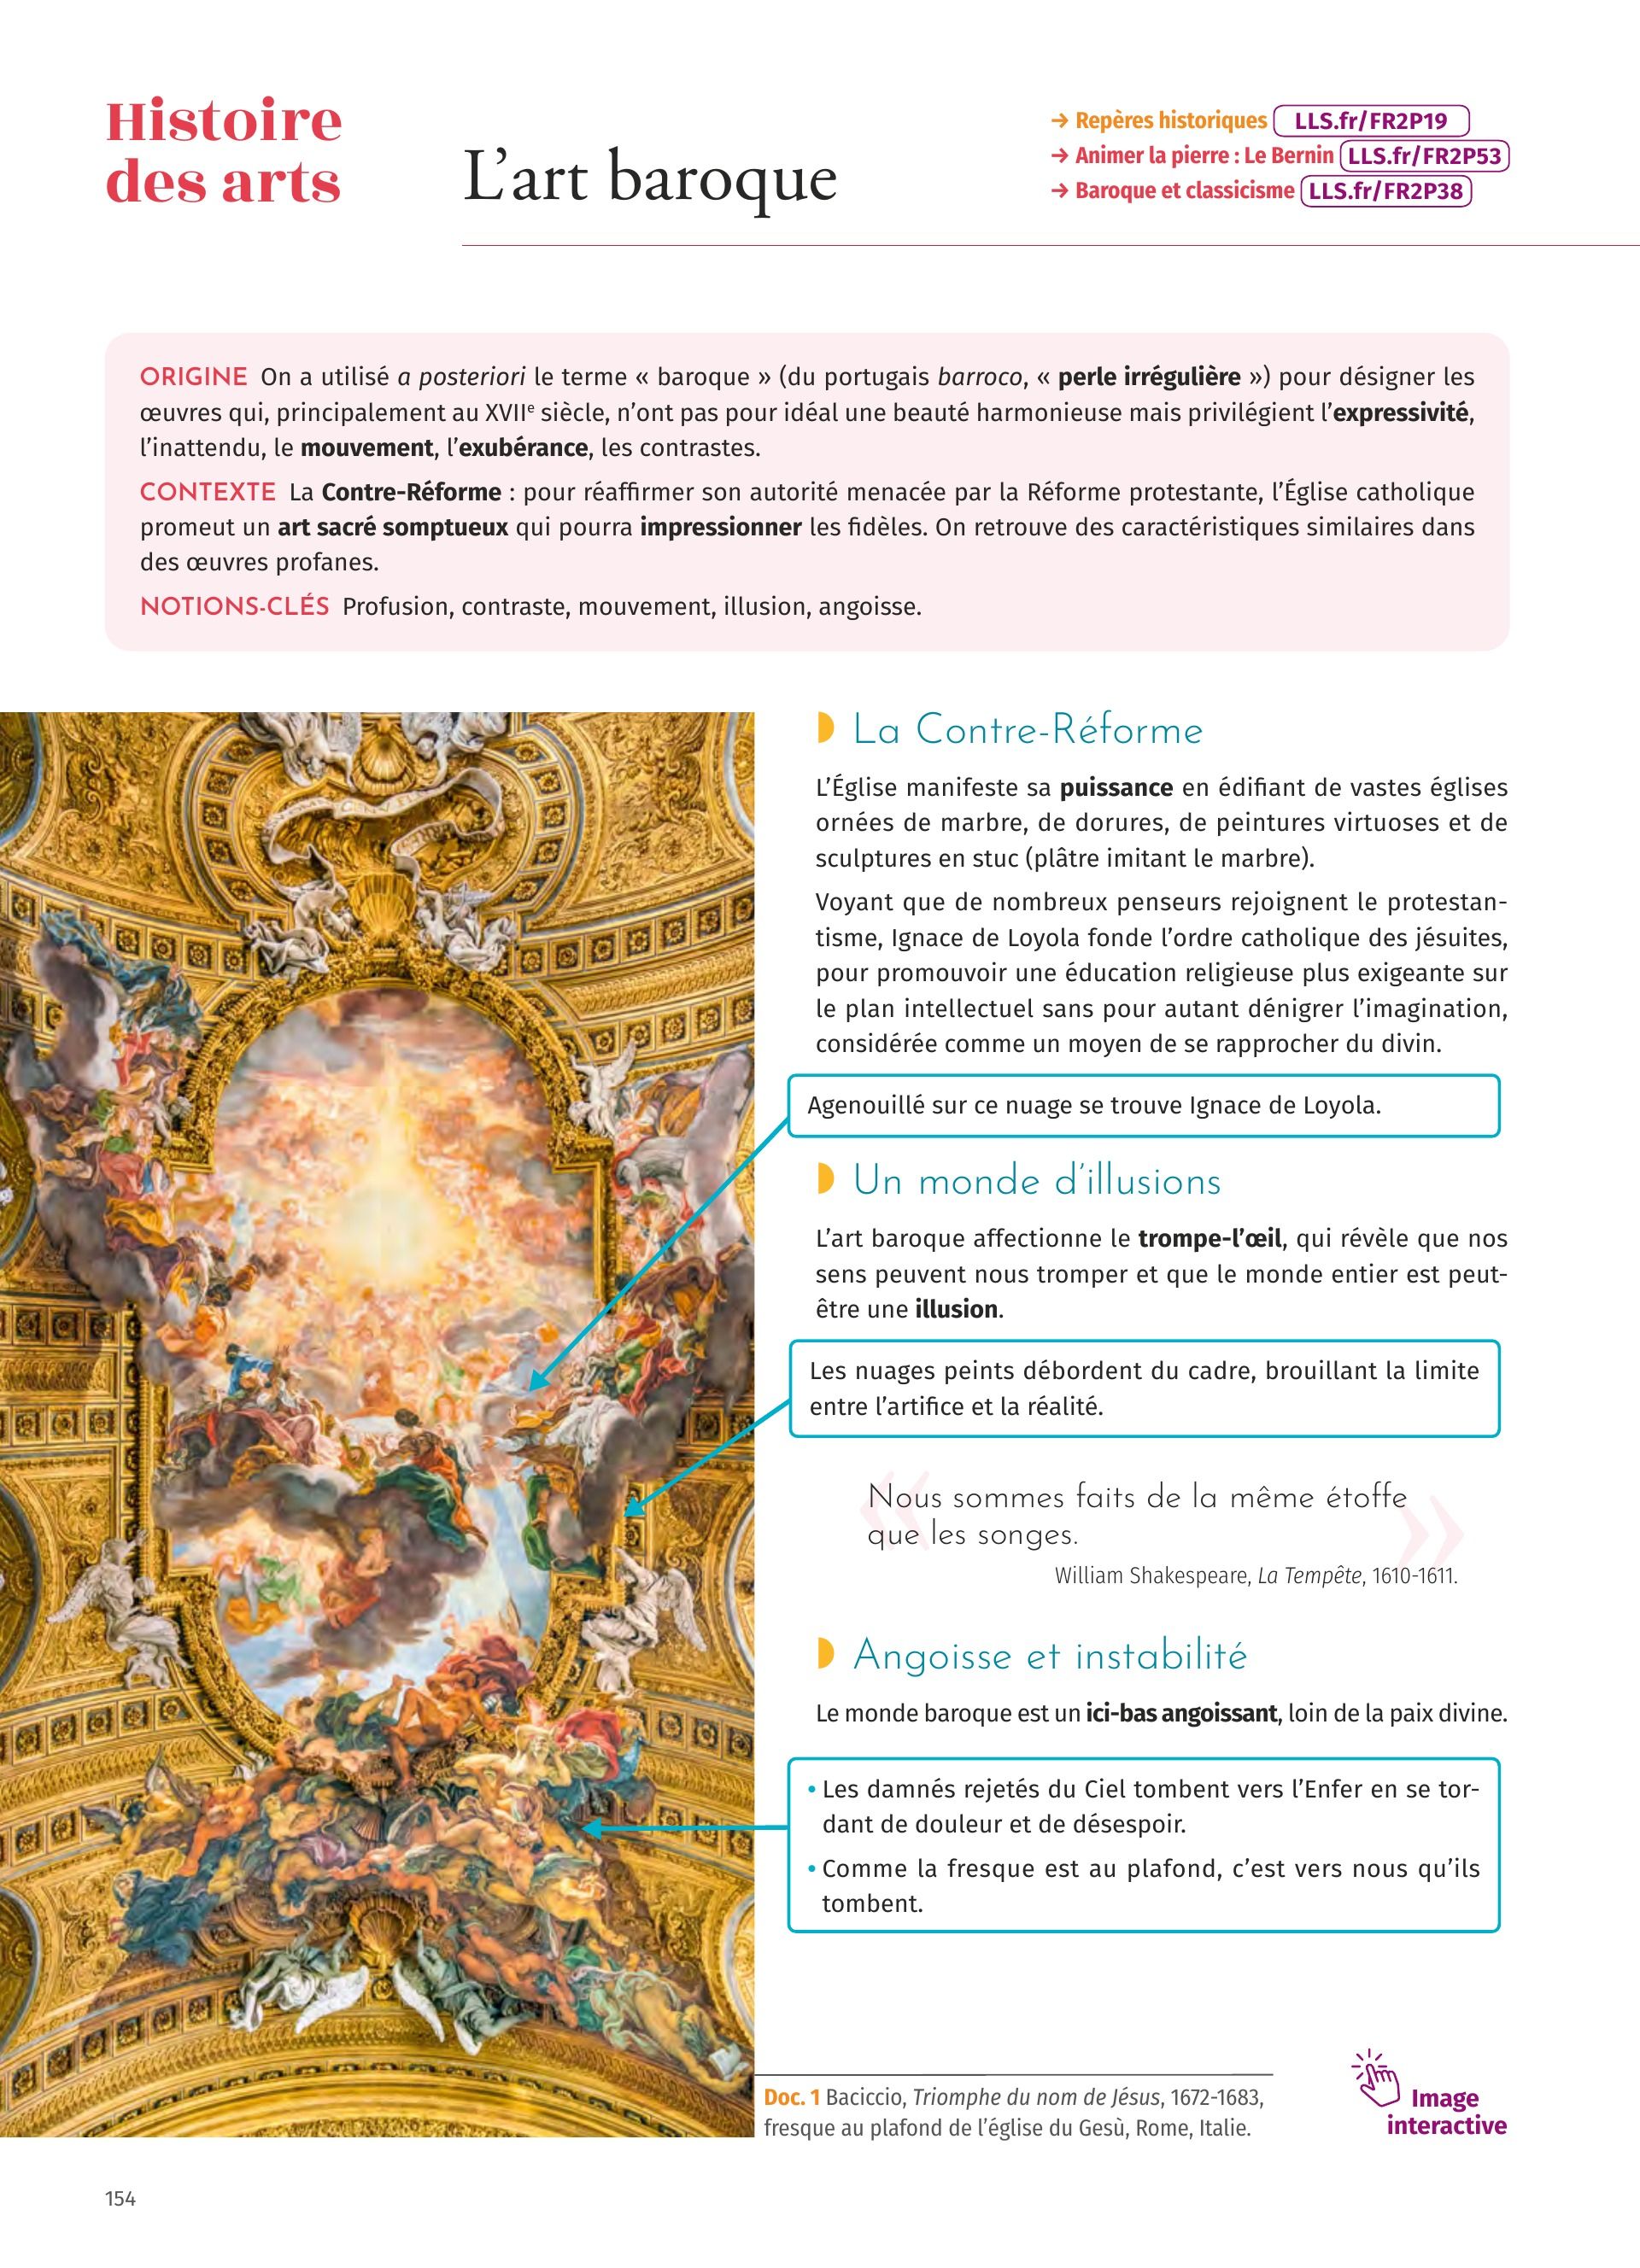 Histoire
des arts
L’art baroque
→ Repères historiques LLS.fr/FR2P19
→ Animer la pierre : Le Bernin LLS.fr/FR2P53
→ Baroque et classicisme LLS.fr/FR2P38
ORIGINE On a utilisé a posteriori le terme « baroque » (du portugais barroco, « perle irrégulière ») pour désigner les
œuvres qui, principalement au XVIIe siècle, n’ont pas pour idéal une beauté harmonieuse mais privilégient l’expressivité,
l’inattendu, le mouvement, l’exubérance, les contrastes.
CONTEXTE La Contre-Réforme : pour réaffirmer son autorité menacée par la Réforme protestante, l’Église catholique
promeut un art sacré somptueux qui pourra impressionner les fidèles. On retrouve des caractéristiques similaires dans
des œuvres profanes.
NOTIONS-CLÉS Profusion, contraste, mouvement, illusion, angoisse.
La Contre-Réforme
L’Église manifeste sa puissance en édifiant de vastes églises
ornées de marbre, de dorures, de peintures virtuoses et de
sculptures en stuc (plâtre imitant le marbre).
Voyant que de nombreux penseurs rejoignent le protestan-
tisme, Ignace de Loyola fonde l’ordre catholique des jésuites,
pour promouvoir une éducation religieuse plus exigeante sur
le plan intellectuel sans pour autant dénigrer l’imagination,
considérée comme un moyen de se rapprocher du divin.
Agenouillé sur ce nuage se trouve Ignace de Loyola.
Un monde d’illusions
L’art baroque affectionne le trompe-l’œil, qui révèle que nos
sens peuvent nous tromper et que le monde entier est peut-
être une illusion.
Les nuages peints débordent du cadre, brouillant la limite
entre l’artifice et la réalité.
« Nous sommes faits de la même étoffe
que les songes. »
William Shakespeare, La Tempête, 1610-1611.
Angoisse et instabilité
Le monde baroque est un ici-bas angoissant, loin de la paix divine.
• Les damnés rejetés du Ciel tombent vers l’Enfer en se tor-
dant de douleur et de désespoir.
• Comme la fresque est au plafond, c’est vers nous qu’ils
tombent.
Doc. 1 Baciccio, Triomphe du nom de Jésus, 1672-1683,
fresque au plafond de l’église du Gesù, Rome, Italie.
Image
interactive
154